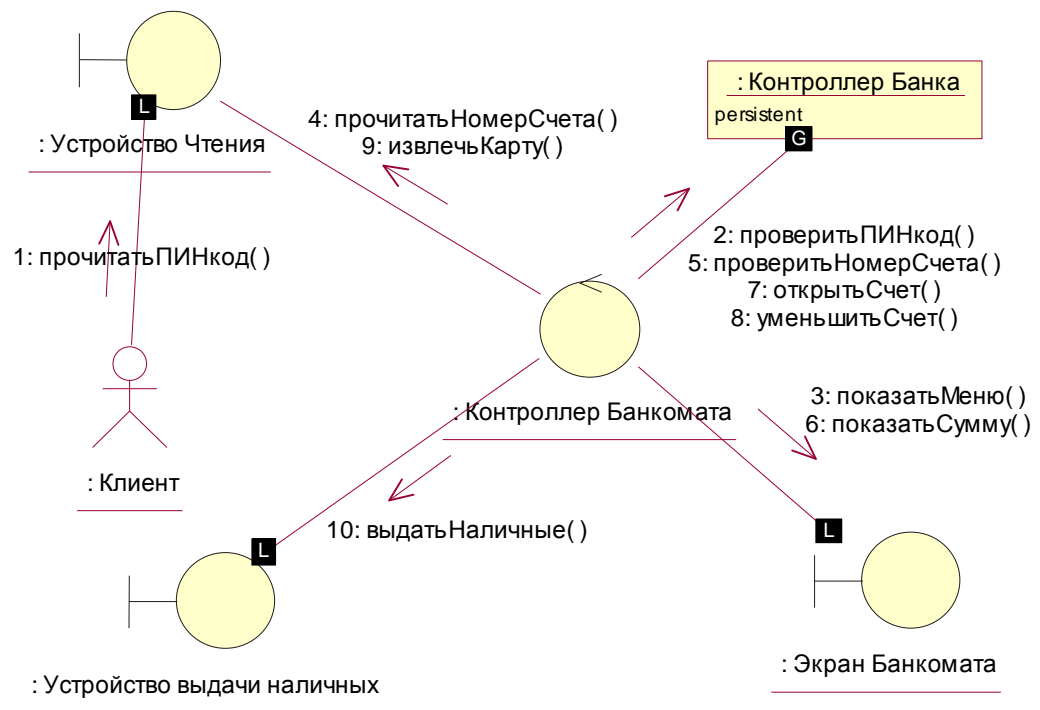 4: прочитатьНомерСчета( )
9: извлечьКарту( )
: Контроллер Банка
persistent
G
L
: Устройство Чтения
1: прочитатьПИНкод( )
2: проверитьПИНкод( )
5: проверитьНомерСчета( )
7: открытьСчет( )
8: уменьшитьСчет( )
: Контроллер Банкомата
3: показатьМеню( )
6: показатьСумму( )
: Клиент
10: выдатьНаличные( )
L
L
: Устройство выдачи наличных
: Экран Банкомата